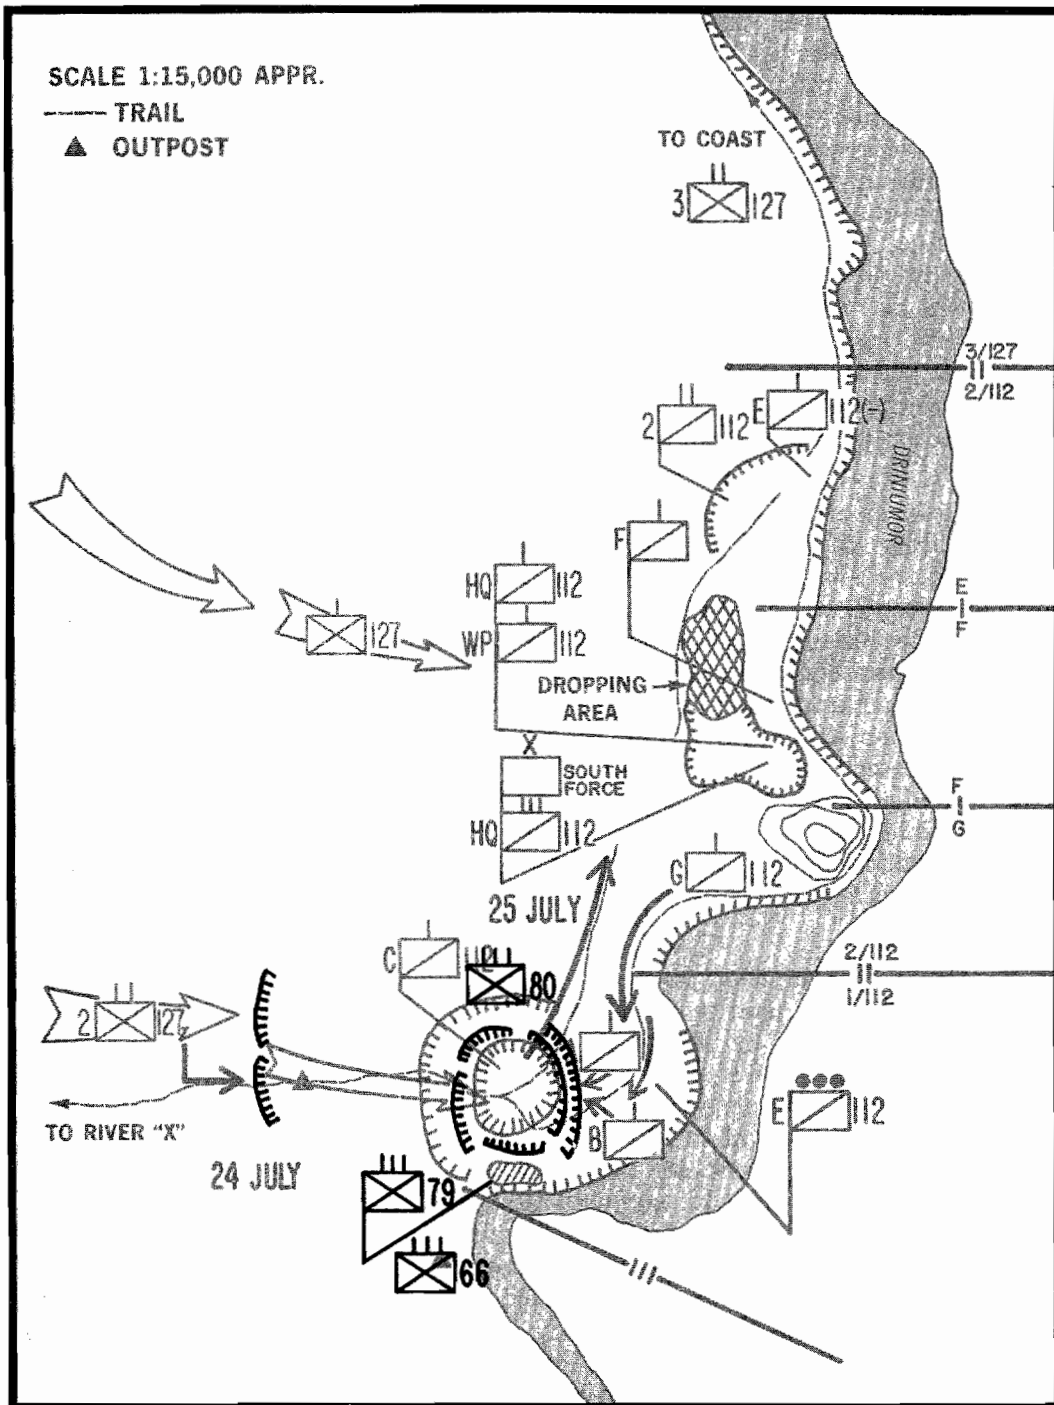 SCALE 1:15,000 APPR.
TRAIL
OUTPOST
TO COAST
3 127
3/127
2/112
2 112
E 112(-)
DRINIUMOR
F
HQ 112
WP 112
127
E
F
DROPPING
AREA
X
SOUTH
FORCE
HQ 112
F
G
G 112
25 JULY
C 112
80
2/112
1/112
2 127
B
E 112
TO RIVER "X"
24 JULY
79
66